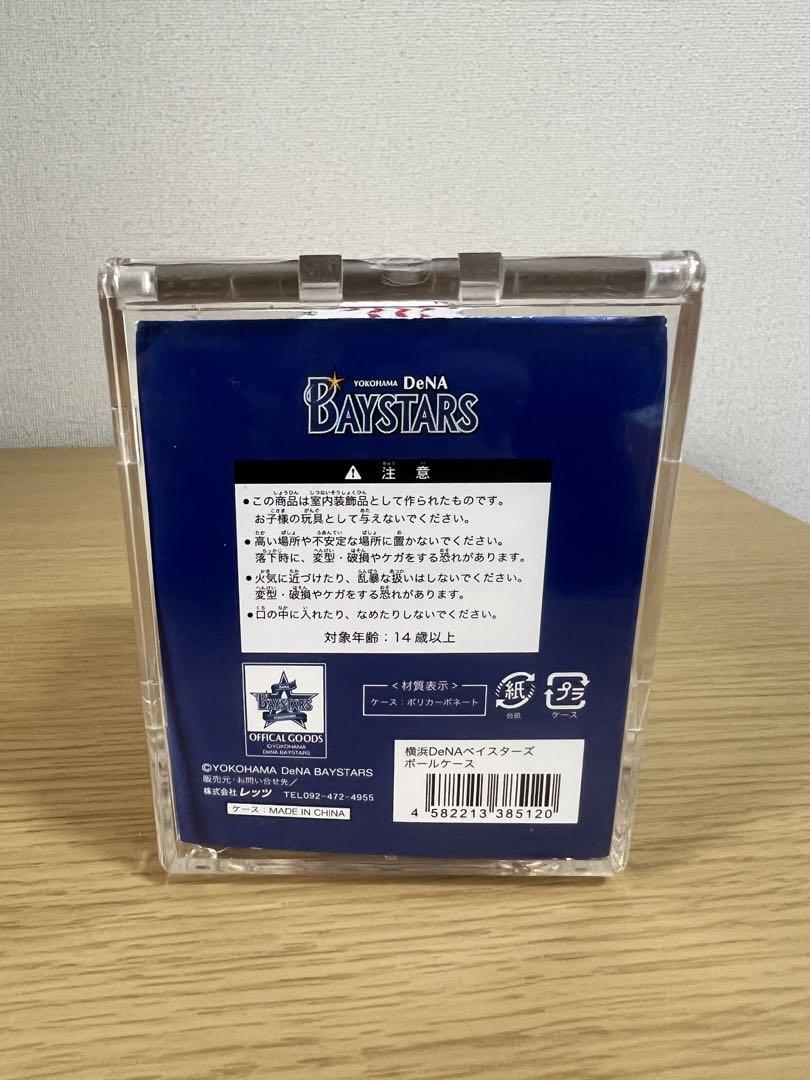 YOKOHAMA DeNA
BAYSTARS
⚠ 注意
●この商品は室内装飾品として作られたものです。
お子様の玩具として与えないでください。
●高い場所や不安定な場所に置かないでください。
落下時に、変型・破損やケガをする恐れがあります。
●火気に近づけたり、乱暴な扱いはしないでください。
変型・破損やケガをする恐れがあります。
●口の中に入れたり、なめたりしないでください。
対象年齢：14歳以上
DeNA
BAYSTARS
YOKOHAMA
OFFICAL GOODS
©YOKOHAMA
DeNA BAYSTARS
<材質表示>
ケース：ポリカーボネート
紙
台紙
プラ
ケース
©YOKOHAMA DeNA BAYSTARS
販売元・お問い合せ先／
株式会社レッツ TEL092-472-4955
ケース：MADE IN CHINA
横浜DeNAベイスターズ
ボールケース
4 582213 385120